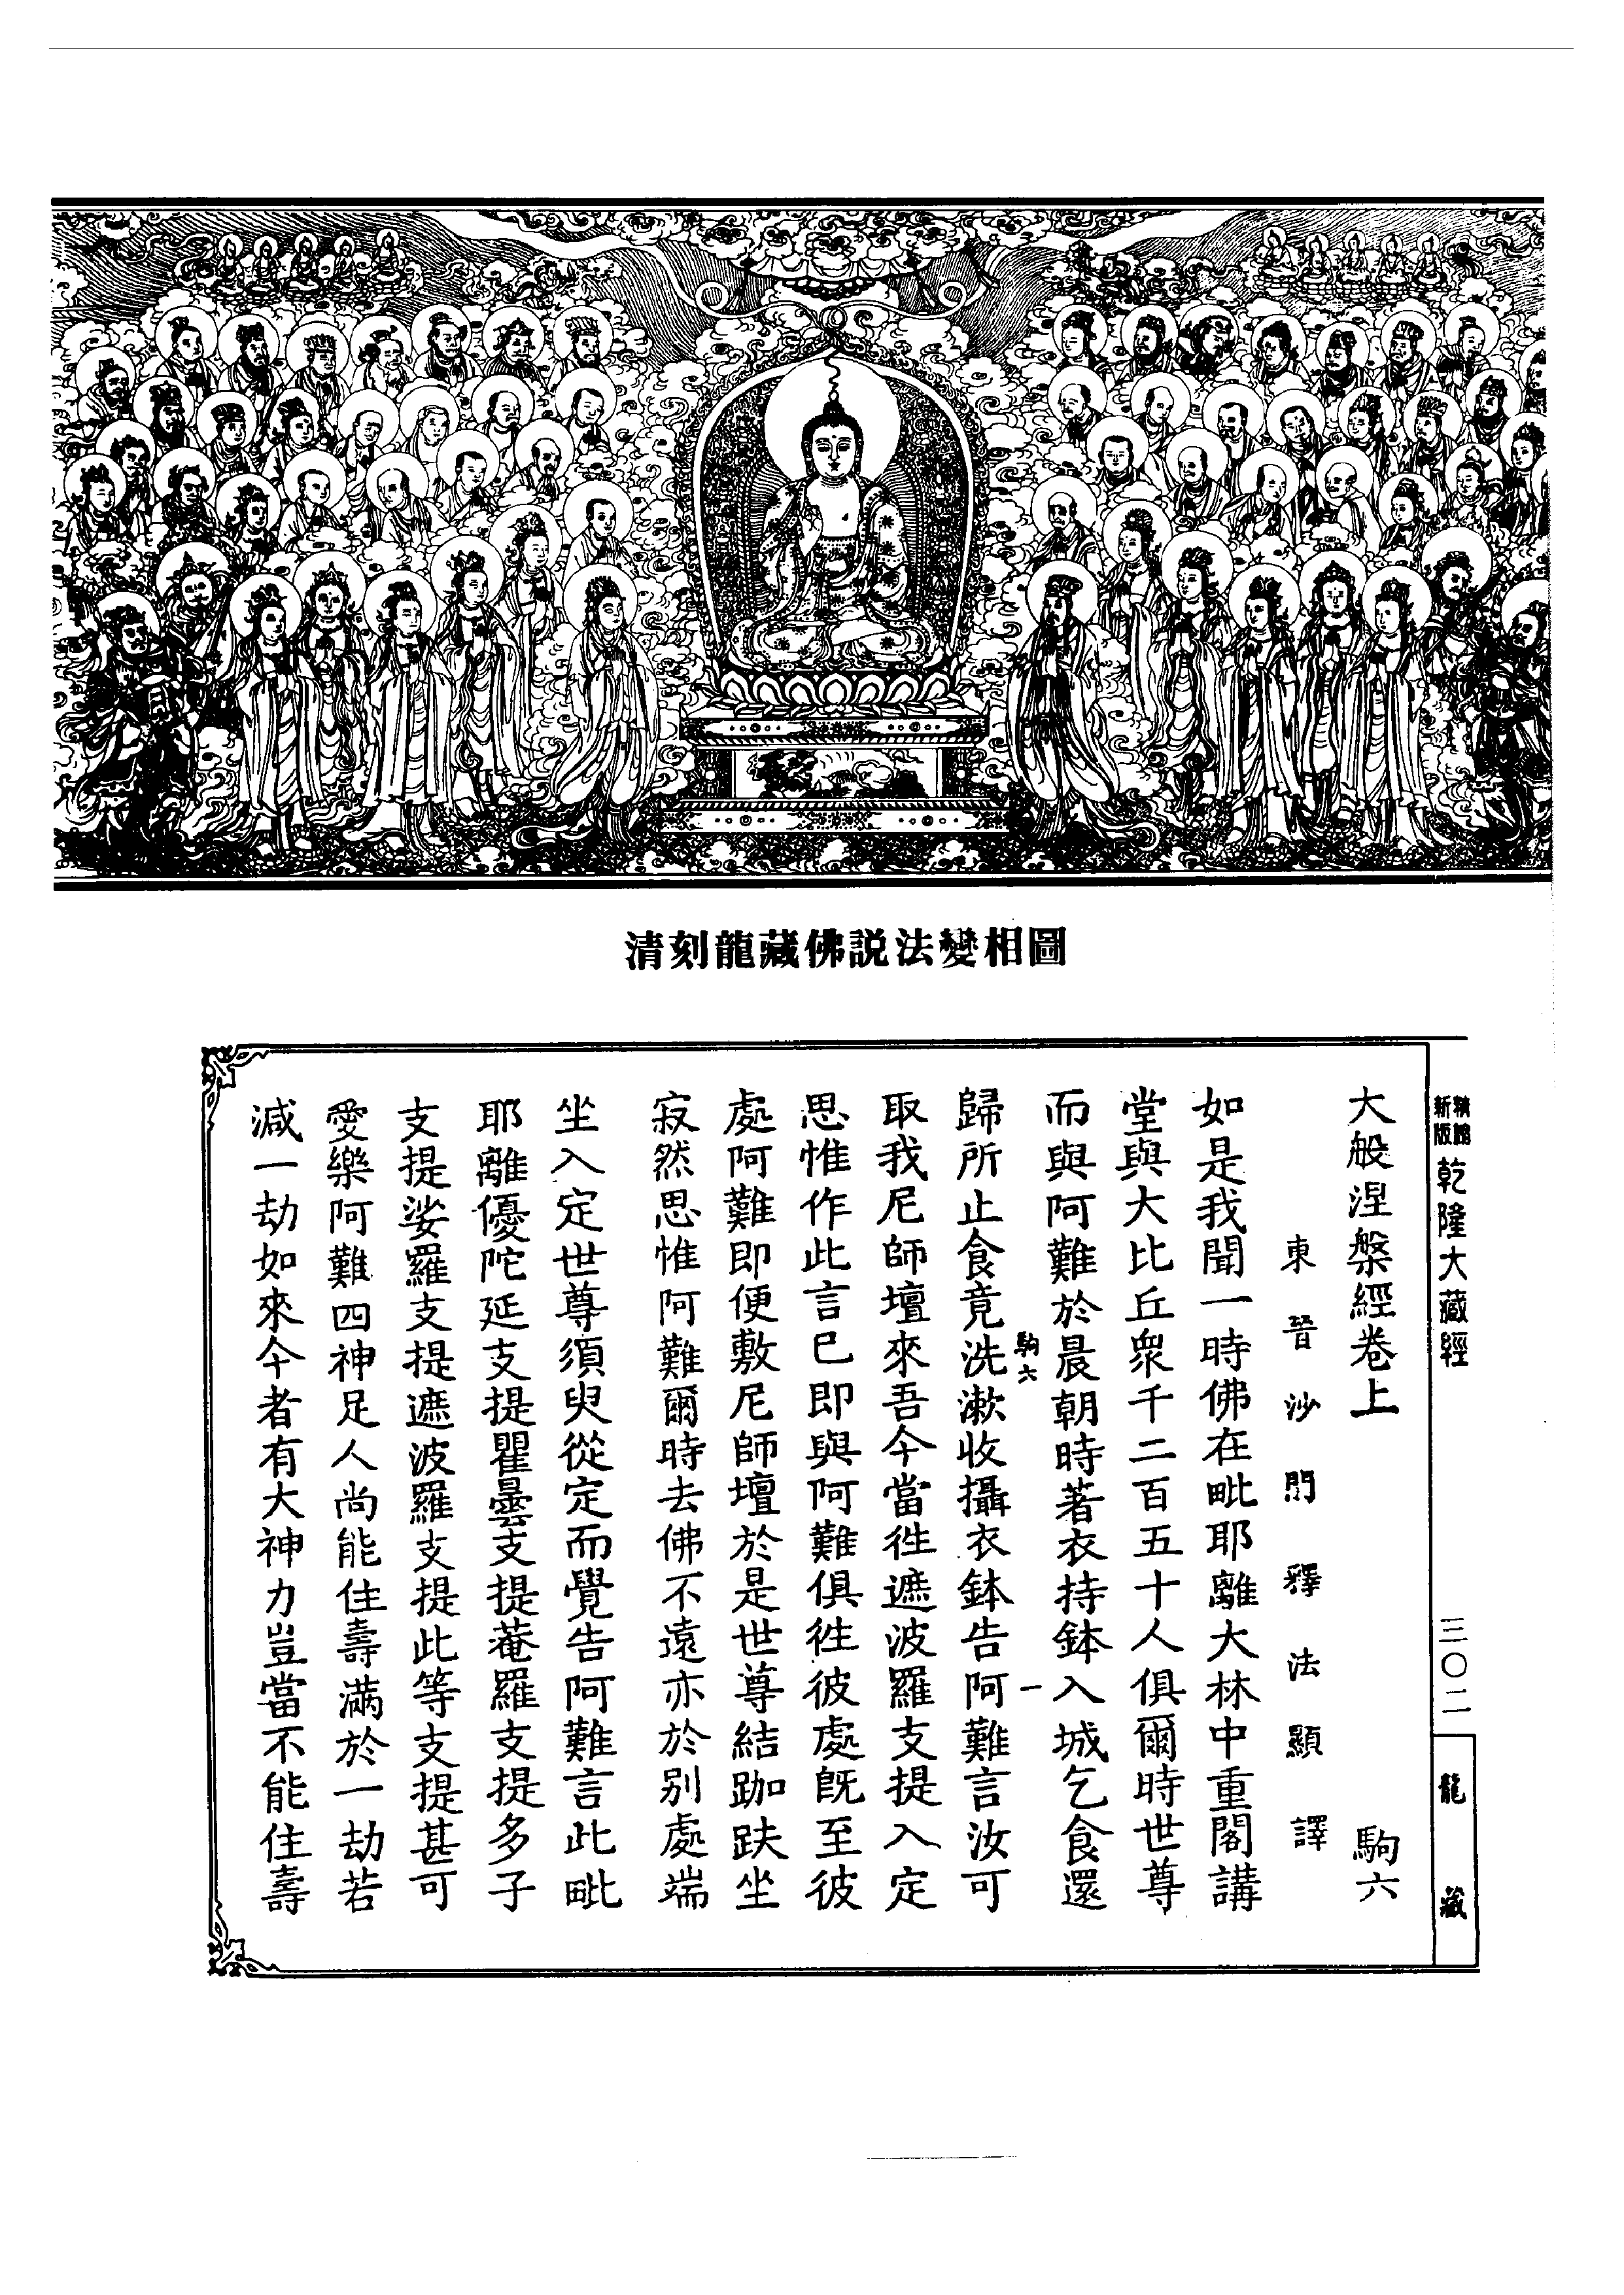 清刻龍藏佛説法變相圖
新版
乾隆大藏經
三〇二
龍藏
大般涅槃經卷上 駒六
東晉沙門釋法顯譯
如是我聞一時佛在毗耶離大林中重閣講
堂與大比丘衆千二百五十人俱爾時世尊
而與阿難於晨朝時著衣持鉢入城乞食還
駒六 一
歸所止食竟洗漱收攝衣鉢告阿難言汝可
取我尼師壇來吾今當徃遮波羅支提入定
思惟作此言已即與阿難俱徃彼處既至彼
處阿難即便敷尼師壇於是世尊結跏趺坐
寂然思惟阿難爾時去佛不遠亦於別處端
坐入定世尊須臾從定而覺告阿難言此毗
耶離優陀延支提瞿曇支提菴羅支提多子
支提娑羅支提遮波羅支提此等支提甚可
愛樂阿難四神足人尚能住壽滿於一劫若
減一劫如來今者有大神力豈當不能住壽